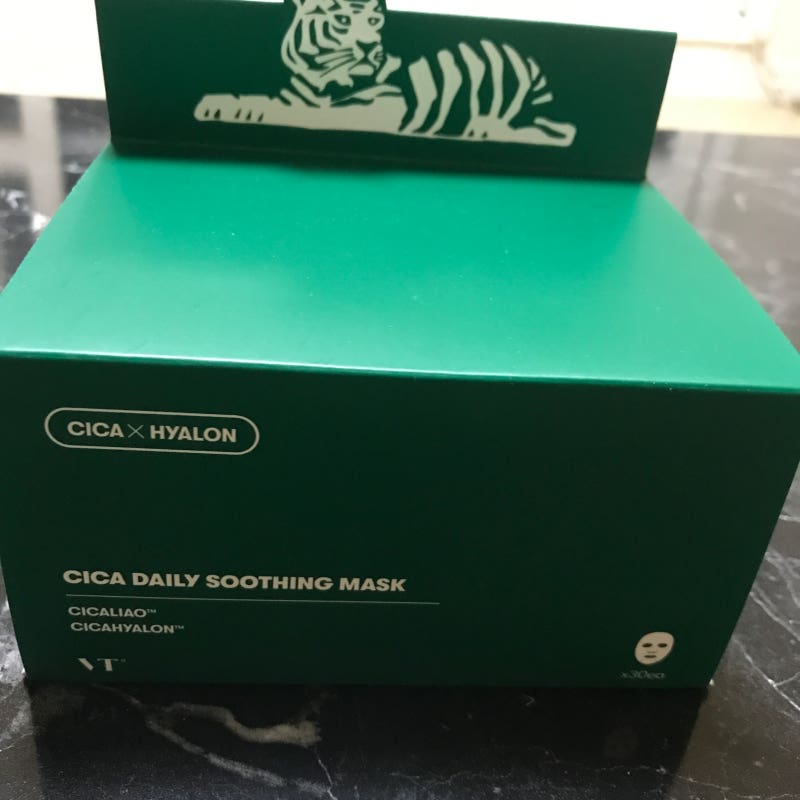 CICA × HYALON
CICA DAILY SOOTHING MASK
CICALIAO™
CICAHYALON™
VT®
x30ea